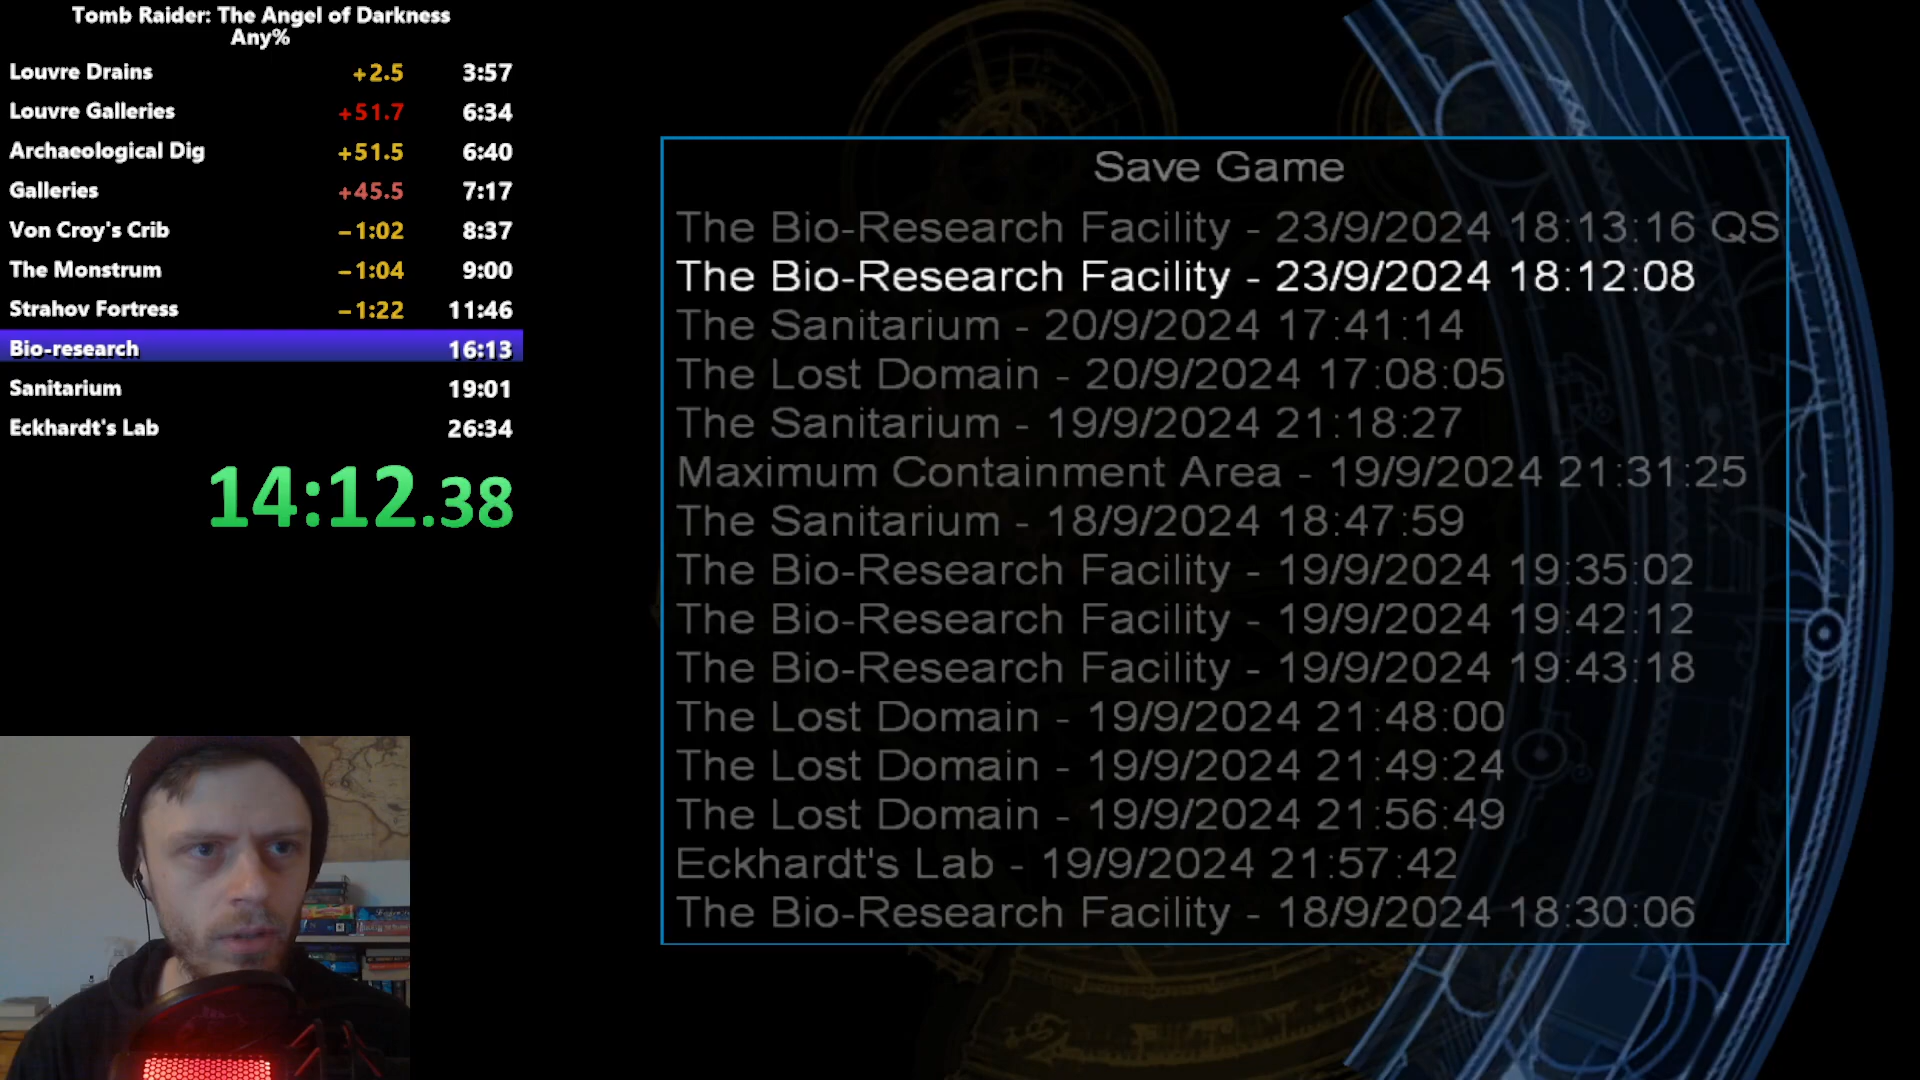 Tomb Raider: The Angel of Darkness
Any%
Louvre Drains +2.5 3:57
Louvre Galleries +51.7 6:34
Archaeological Dig +51.5 6:40
Galleries +45.5 7:17
Von Croy's Crib −1:02 8:37
The Monstrum −1:04 9:00
Strahov Fortress −1:22 11:46
Bio-research 16:13
Sanitarium 19:01
Eckhardt's Lab 26:34
14:12.38
Save Game
The Bio-Research Facility - 23/9/2024 18:13:16 QS
The Bio-Research Facility - 23/9/2024 18:12:08
The Sanitarium - 20/9/2024 17:41:14
The Lost Domain - 20/9/2024 17:08:05
The Sanitarium - 19/9/2024 21:18:27
Maximum Containment Area - 19/9/2024 21:31:25
The Sanitarium - 18/9/2024 18:47:59
The Bio-Research Facility - 19/9/2024 19:35:02
The Bio-Research Facility - 19/9/2024 19:42:12
The Bio-Research Facility - 19/9/2024 19:43:18
The Lost Domain - 19/9/2024 21:48:00
The Lost Domain - 19/9/2024 21:49:24
The Lost Domain - 19/9/2024 21:56:49
Eckhardt's Lab - 19/9/2024 21:57:42
The Bio-Research Facility - 18/9/2024 18:30:06